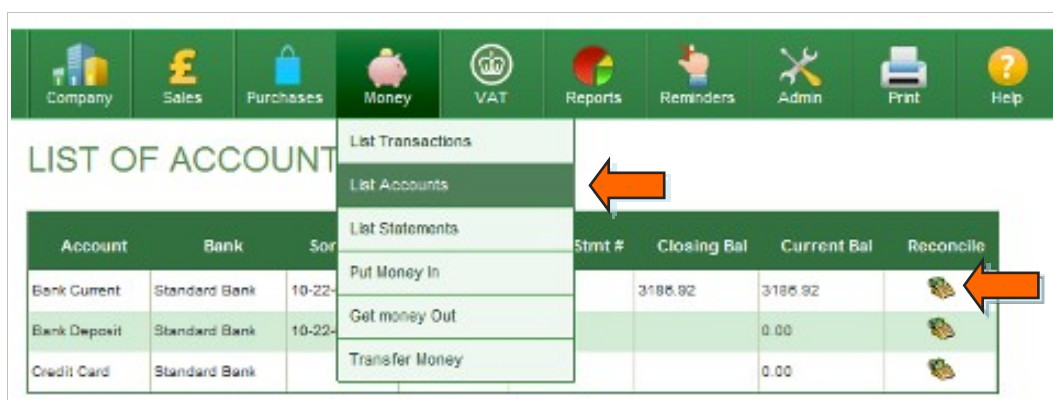 Company Sales Purchases Money VAT Reports Reminders Admin Print Help
LIST OF ACCOUNT
List Transactions
List Accounts
List Statements
Put Money In
Get money Out
Transfer Money
Account Bank Sor Stmt # Closing Bal Current Bal Reconcile
Bank Current Standard Bank 10-22- 3186.92 3186.92
Bank Deposit Standard Bank 10-22- 0.00
Credit Card Standard Bank 0.00